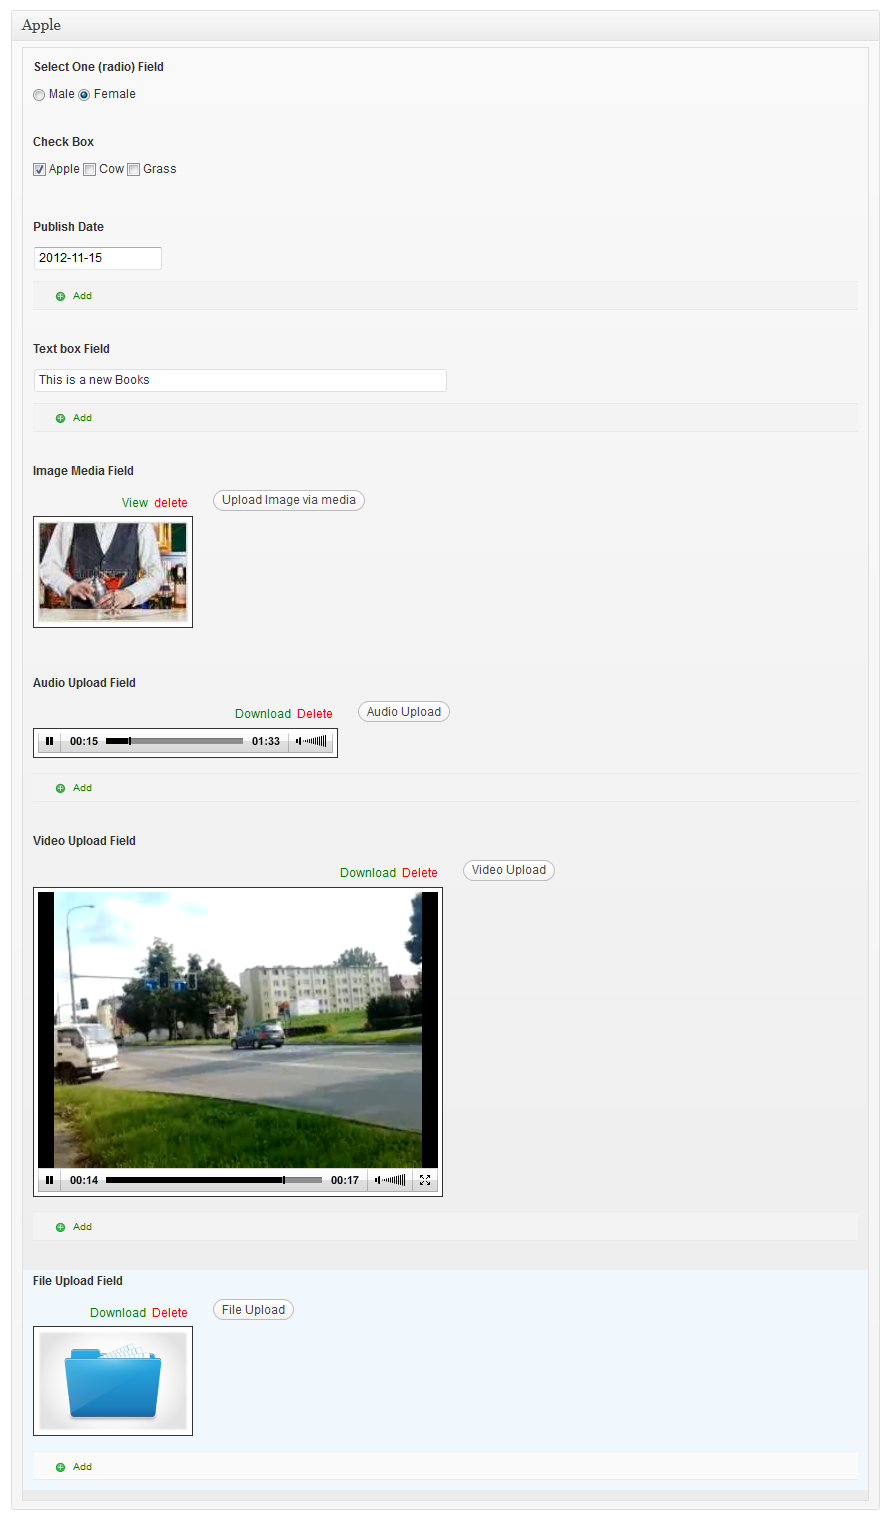 Apple
Select One (radio) Field
Male Female
Check Box
Apple Cow Grass
Publish Date
2012-11-15
Add
Text box Field
This is a new Books
Add
Image Media Field
View delete Upload Image via media
Audio Upload Field
Download Delete Audio Upload
00:15 01:33
Add
Video Upload Field
Download Delete Video Upload
00:14 00:17
Add
File Upload Field
Download Delete File Upload
Add